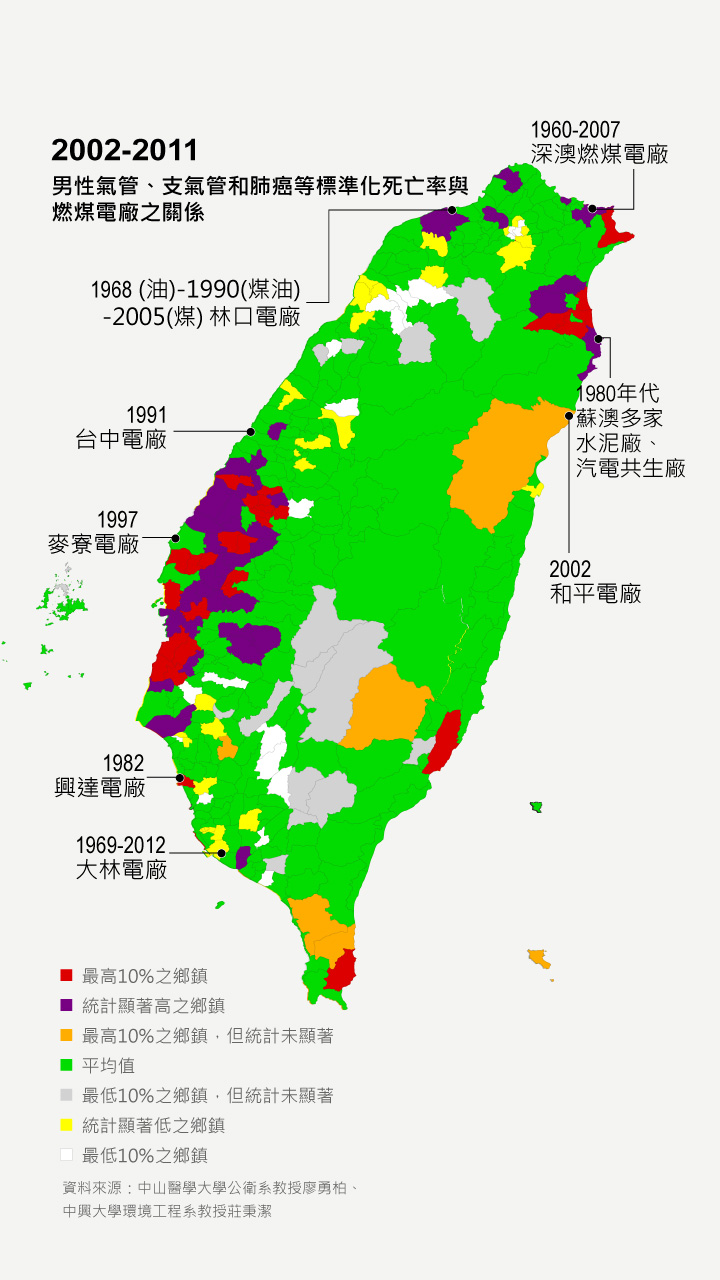 2002-2011
男性氣管、支氣管和肺癌等標準化死亡率與
燃煤電廠之關係
1960-2007
深澳燃煤電廠
1968 (油)-1990(煤油)
-2005(煤) 林口電廠
1980年代
蘇澳多家
水泥廠、
汽電共生廠
1991
台中電廠
1997
麥寮電廠
2002
和平電廠
1982
興達電廠
1969-2012
大林電廠
最高10%之鄉鎮
統計顯著高之鄉鎮
最高10%之鄉鎮，但統計未顯著
平均值
最低10%之鄉鎮，但統計未顯著
統計顯著低之鄉鎮
最低10%之鄉鎮
資料來源：中山醫學大學公衛系教授廖勇柏、
中興大學環境工程系教授莊秉潔